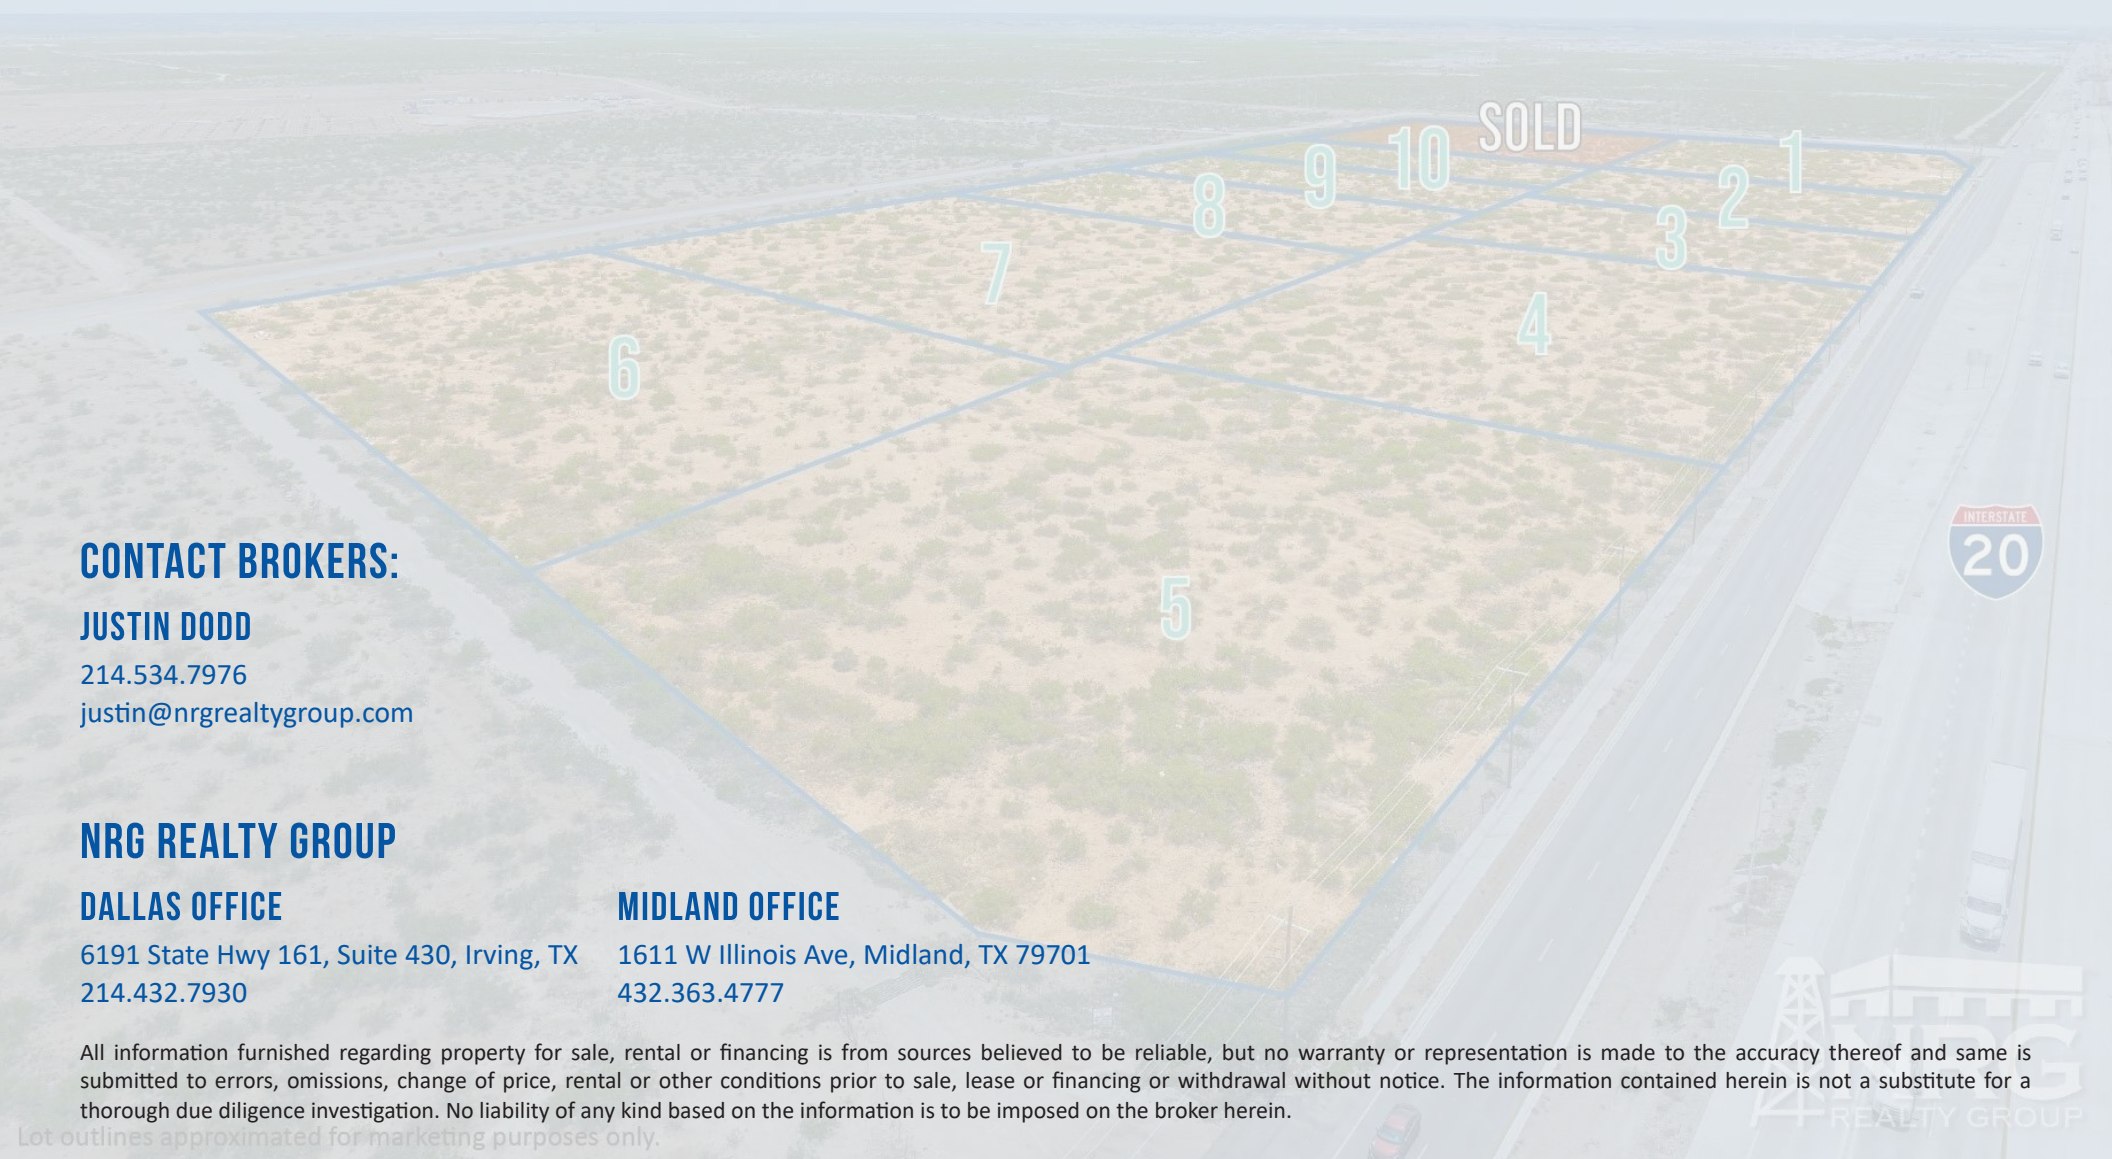 SOLD
1
10
9
2
8
3
7
4
6
INTERSTATE
20
5
CONTACT BROKERS:
JUSTIN DODD
214.534.7976
justin@nrgrealtygroup.com
NRG REALTY GROUP
DALLAS OFFICE
6191 State Hwy 161, Suite 430, Irving, TX
214.432.7930
MIDLAND OFFICE
1611 W Illinois Ave, Midland, TX 79701
432.363.4777
All information furnished regarding property for sale, rental or financing is from sources believed to be reliable, but no warranty or representation is made to the accuracy thereof and same is
submitted to errors, omissions, change of price, rental or other conditions prior to sale, lease or financing or withdrawal without notice. The information contained herein is not a substitute for a
thorough due diligence investigation. No liability of any kind based on the information is to be imposed on the broker herein.
Lot outlines approximated for marketing purposes only.
NRG
REALTY GROUP